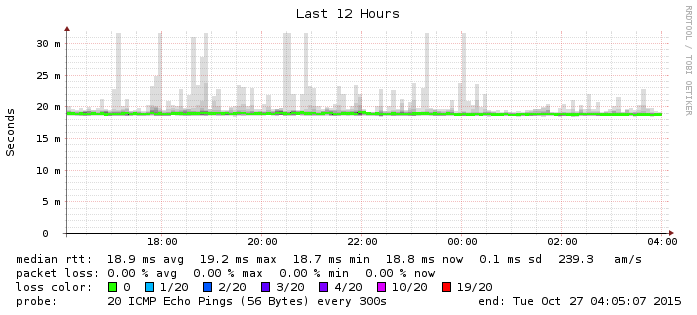 Last 12 Hours
RRDTOOL / TOBI OETIKER
Seconds
30 m
25 m
20 m
15 m
10 m
5 m
0
18:00 20:00 22:00 00:00 02:00 04:00
median rtt: 18.9 ms avg 19.2 ms max 18.7 ms min 18.8 ms now 0.1 ms sd 239.3 am/s
packet loss: 0.00 % avg 0.00 % max 0.00 % min 0.00 % now
loss color: 0 1/20 2/20 3/20 4/20 10/20 19/20
probe: 20 ICMP Echo Pings (56 Bytes) every 300s end: Tue Oct 27 04:05:07 2015